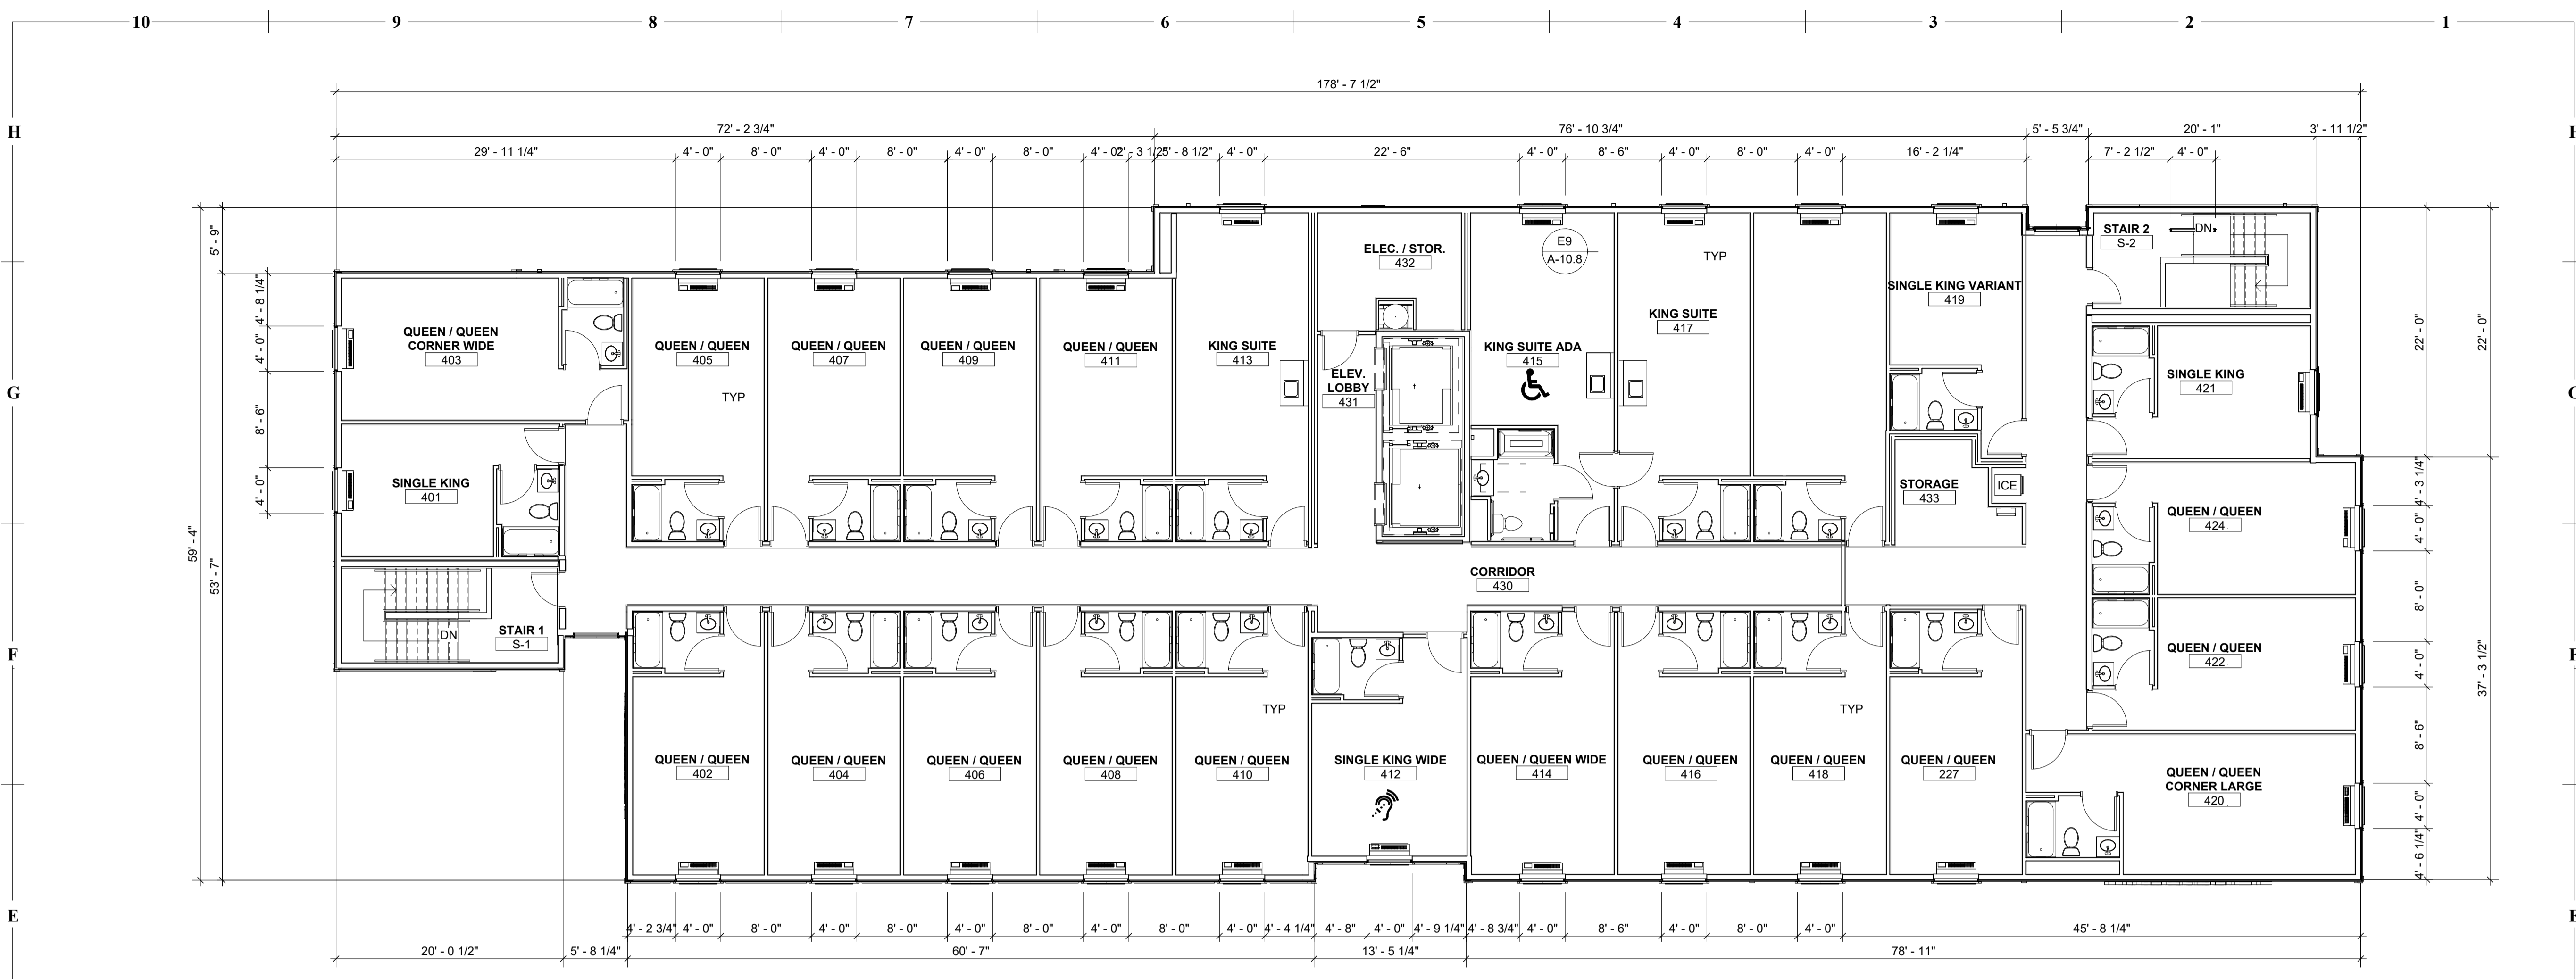 10 9 8 7 6 5 4 3 2 1
178' - 7 1/2"
H
72' - 2 3/4" 76' - 10 3/4" 5' - 5 3/4" 20' - 1" 3' - 11 1/2"
29' - 11 1/4" 4' - 0" 8' - 0" 4' - 0" 8' - 0" 4' - 0" 8' - 0" 4' - 0" 2' - 3 1/2" 5' - 8 1/2" 4' - 0" 22' - 6" 4' - 0" 8' - 6" 4' - 0" 8' - 0" 4' - 0" 16' - 2 1/4" 7' - 2 1/2" 4' - 0"
5' - 9"
59' - 4"
53' - 7"
4' - 8 1/4"
4' - 0"
8' - 6"
4' - 0"
G
F
E
QUEEN / QUEEN
CORNER WIDE
403
SINGLE KING
401
DN
STAIR 1
S-1
QUEEN / QUEEN
405
TYP
QUEEN / QUEEN
407
QUEEN / QUEEN
409
QUEEN / QUEEN
411
KING SUITE
413
ELEC. / STOR.
432
ELEV.
LOBBY
431
E9
A-10.8
KING SUITE ADA
415
TYP
KING SUITE
417
SINGLE KING VARIANT
419
STORAGE
433
ICE
STAIR 2
S-2
DN
SINGLE KING
421
QUEEN / QUEEN
424
QUEEN / QUEEN
422
QUEEN / QUEEN
CORNER LARGE
420
CORRIDOR
430
QUEEN / QUEEN
402
QUEEN / QUEEN
404
QUEEN / QUEEN
406
QUEEN / QUEEN
408
TYP
QUEEN / QUEEN
410
SINGLE KING WIDE
412
QUEEN / QUEEN WIDE
414
QUEEN / QUEEN
416
TYP
QUEEN / QUEEN
418
QUEEN / QUEEN
227
22' - 0"
22' - 0"
4' - 3 1/4"
4' - 0"
8' - 0"
4' - 0"
8' - 6"
4' - 0"
4' - 6 1/4"
37' - 3 1/2"
4' - 2 3/4" 4' - 0" 8' - 0" 4' - 0" 8' - 0" 4' - 0" 8' - 0" 4' - 0" 8' - 0" 4' - 0" 4' - 4 1/4" 4' - 8" 4' - 0" 4' - 9 1/4" 4' - 8 3/4" 4' - 0" 8' - 6" 4' - 0" 8' - 0" 4' - 0" 45' - 8 1/4"
20' - 0 1/2" 5' - 8 1/4" 60' - 7" 13' - 5 1/4" 78' - 11"